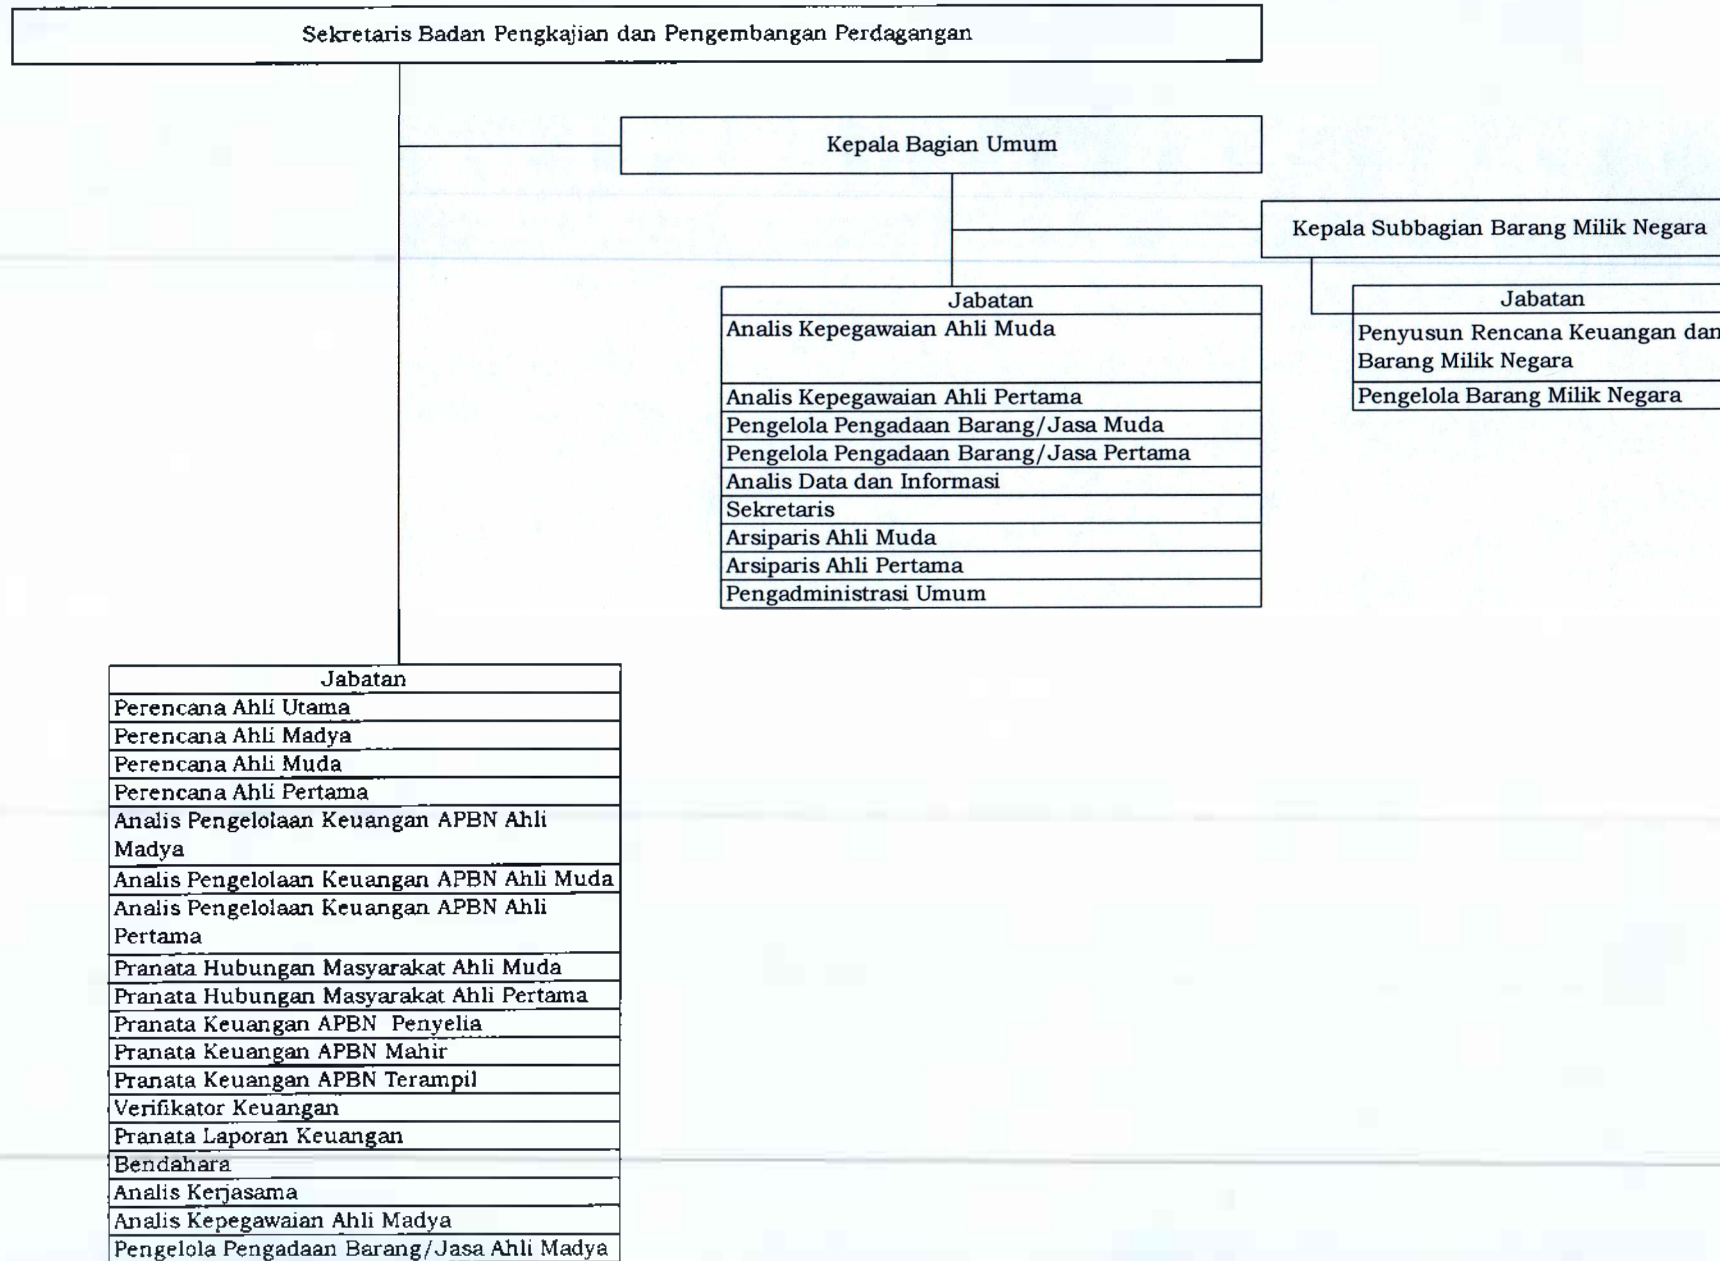 Sekretaris Badan Pengkajian dan Pengembangan Perdagangan
Kepala Bagian Umum
Kepala Subbagian Barang Milik Negara
Jabatan
Analis Kepegawaian Ahli Muda
Analis Kepegawaian Ahli Pertama
Pengelola Pengadaan Barang/Jasa Muda
Pengelola Pengadaan Barang/Jasa Pertama
Analis Data dan Informasi
Sekretaris
Arsiparis Ahli Muda
Arsiparis Ahli Pertama
Pengadministrasi Umum
Jabatan
Penyusun Rencana Keuangan dan
Barang Milik Negara
Pengelola Barang Milik Negara
Jabatan
Perencana Ahli Utama
Perencana Ahli Madya
Perencana Ahli Muda
Perencana Ahli Pertama
Analis Pengelolaan Keuangan APBN Ahli
Madya
Analis Pengelolaan Keuangan APBN Ahli Muda
Analis Pengelolaan Keuangan APBN Ahli
Pertama
Pranata Hubungan Masyarakat Ahli Muda
Pranata Hubungan Masyarakat Ahli Pertama
Pranata Keuangan APBN Penyelia
Pranata Keuangan APBN Mahir
Pranata Keuangan APBN Terampil
Verifikator Keuangan
Pranata Laporan Keuangan
Bendahara
Analis Kerjasama
Analis Kepegawaian Ahli Madya
Pengelola Pengadaan Barang/Jasa Ahli Madya